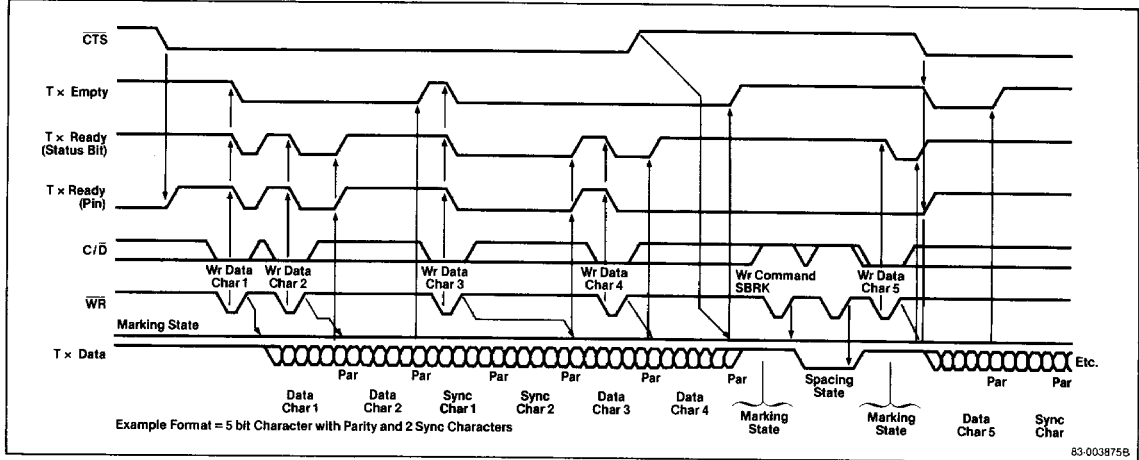 CTS
T × Empty
T × Ready
(Status Bit)
T × Ready
(Pin)
C/D
Wr Data
Char 1
Wr Data
Char 2
Wr Data
Char 3
Wr Data
Char 4
Wr Command
SBRK
Wr Data
Char 5
WR
Marking State
T × Data
Etc.
Par
Par
Par
Par
Par
Par
Par
Par
Data
Char 1
Data
Char 2
Sync
Char 1
Sync
Char 2
Data
Char 3
Data
Char 4
Marking
State
Spacing
State
Marking
State
Data
Char 5
Sync
Char
Example Format = 5 bit Character with Parity and 2 Sync Characters
83-003875B